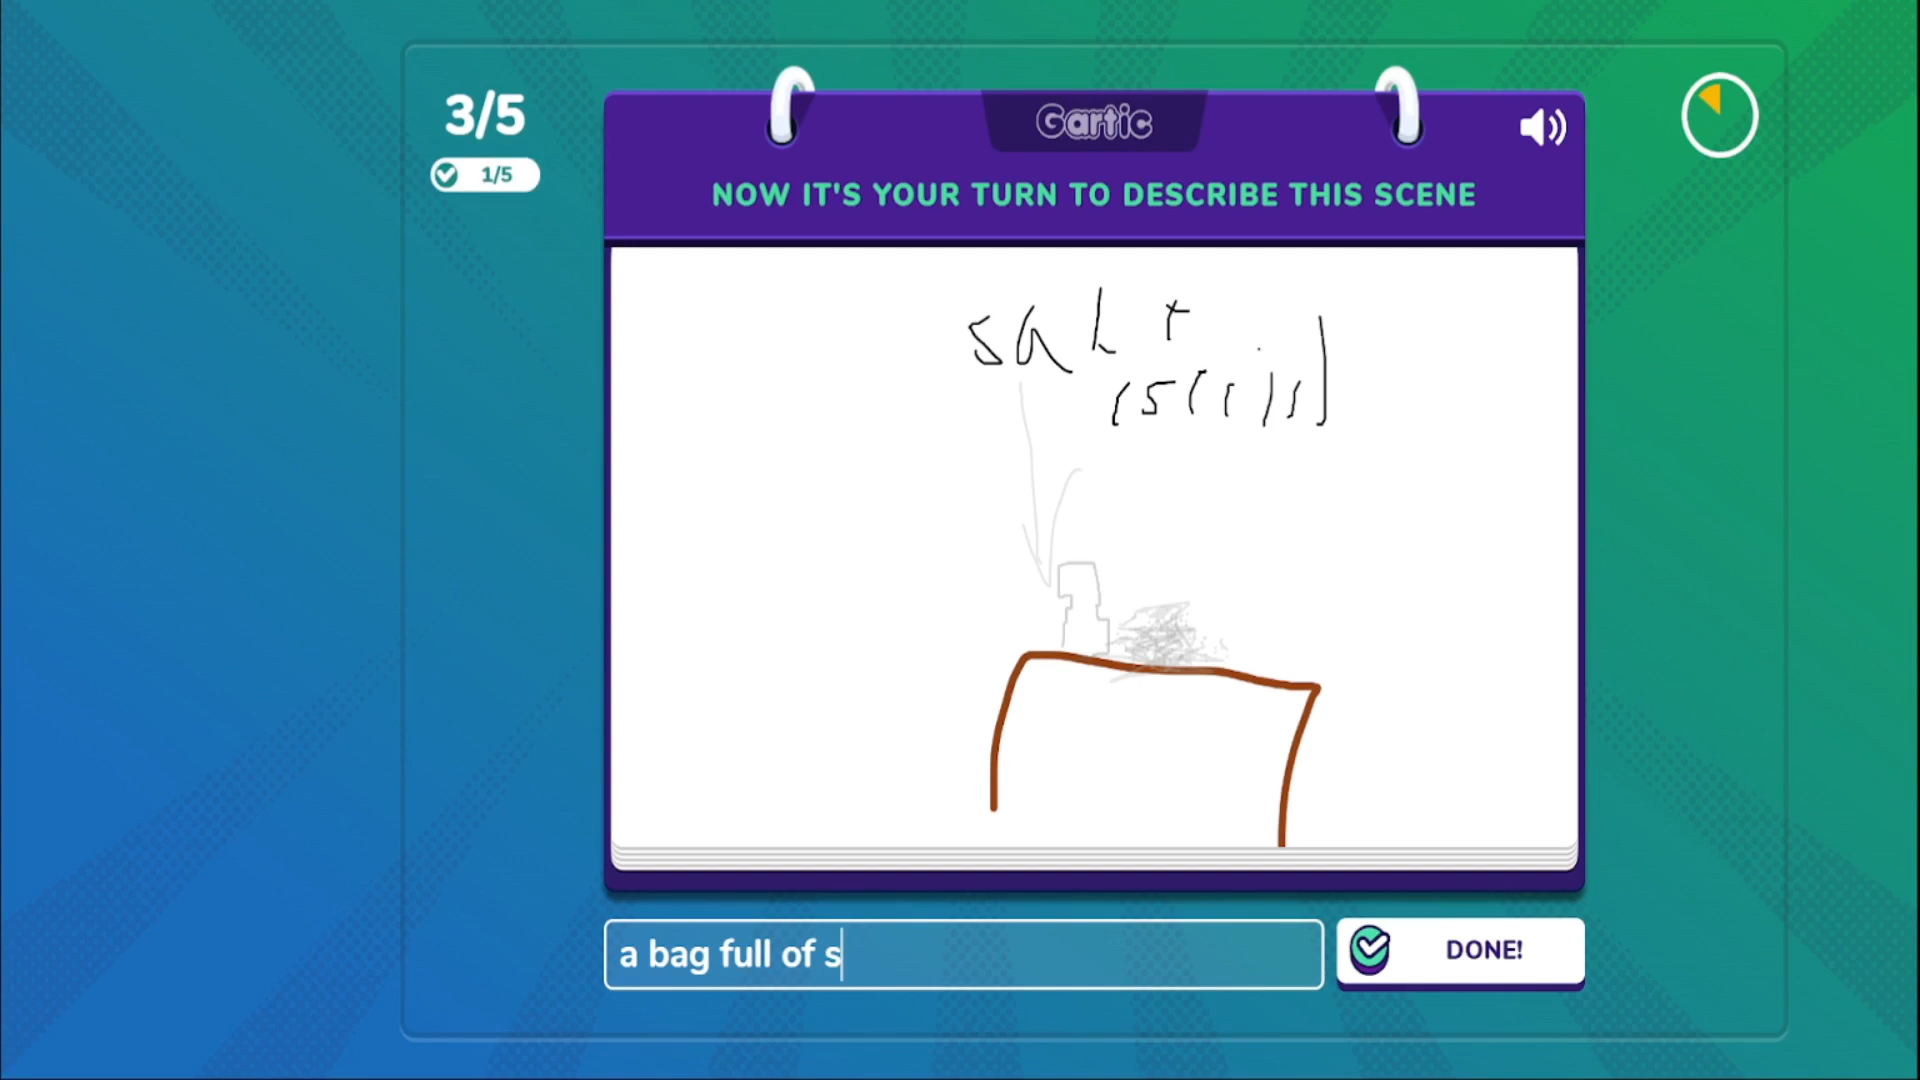 3/5
1/5
Gartic
NOW IT'S YOUR TURN TO DESCRIBE THIS SCENE
salt
a bag full of s
DONE!